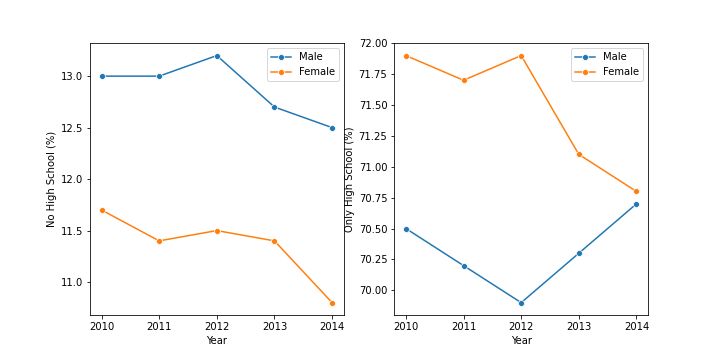 No High School (%)
13.0
12.5
12.0
11.5
11.0
2010 2011 2012 2013 2014
Year
Male
Female
Only High School (%)
72.00
71.75
71.50
71.25
71.00
70.75
70.50
70.25
70.00
2010 2011 2012 2013 2014
Year
Male
Female